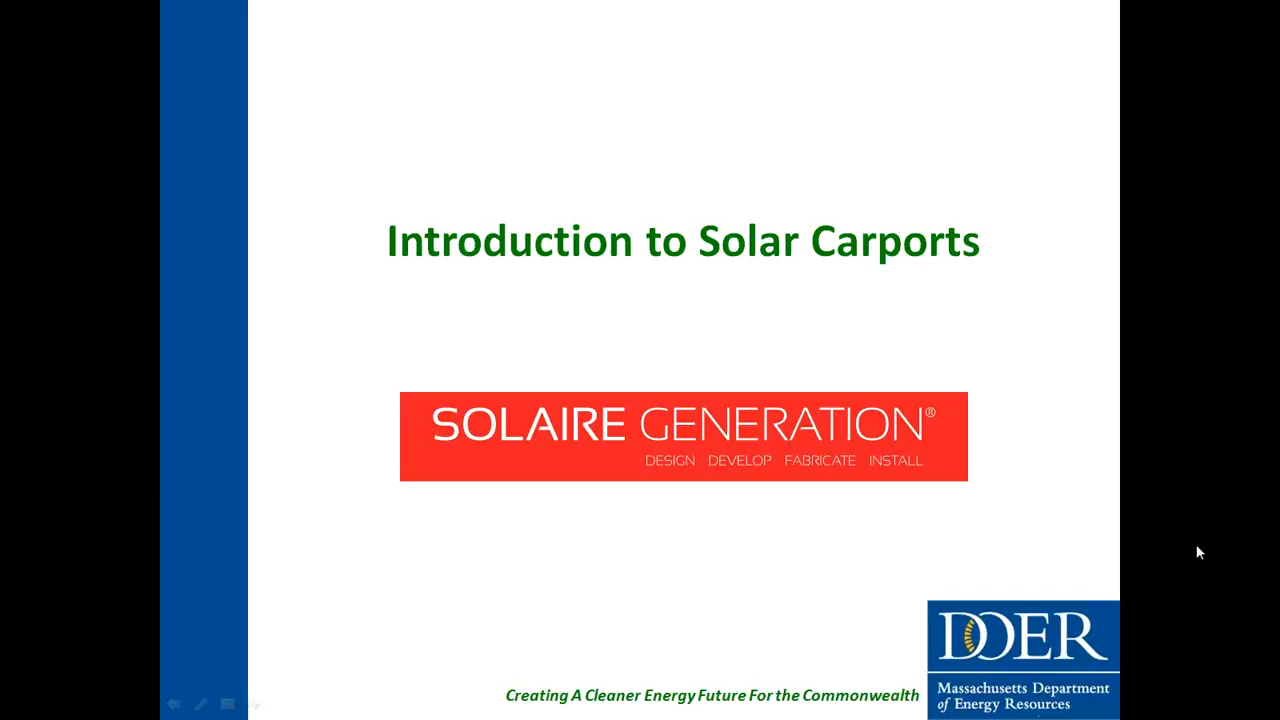 Introduction to Solar Carports
SOLAIRE GENERATION®
DESIGN DEVELOP FABRICATE INSTALL
Creating A Cleaner Energy Future For the Commonwealth
DOER
Massachusetts Department
of Energy Resources